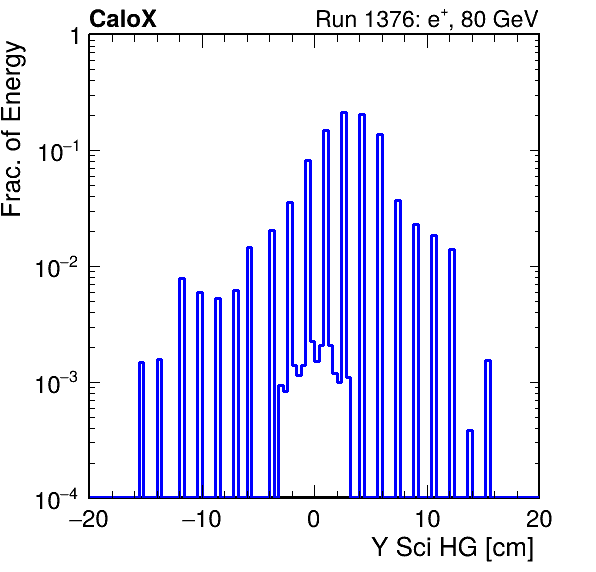 CaloX Run 1376: e⁺, 80 GeV
Frac. of Energy
1
10⁻¹
10⁻²
10⁻³
10⁻⁴
−20 −10 0 10 20
Y Sci HG [cm]